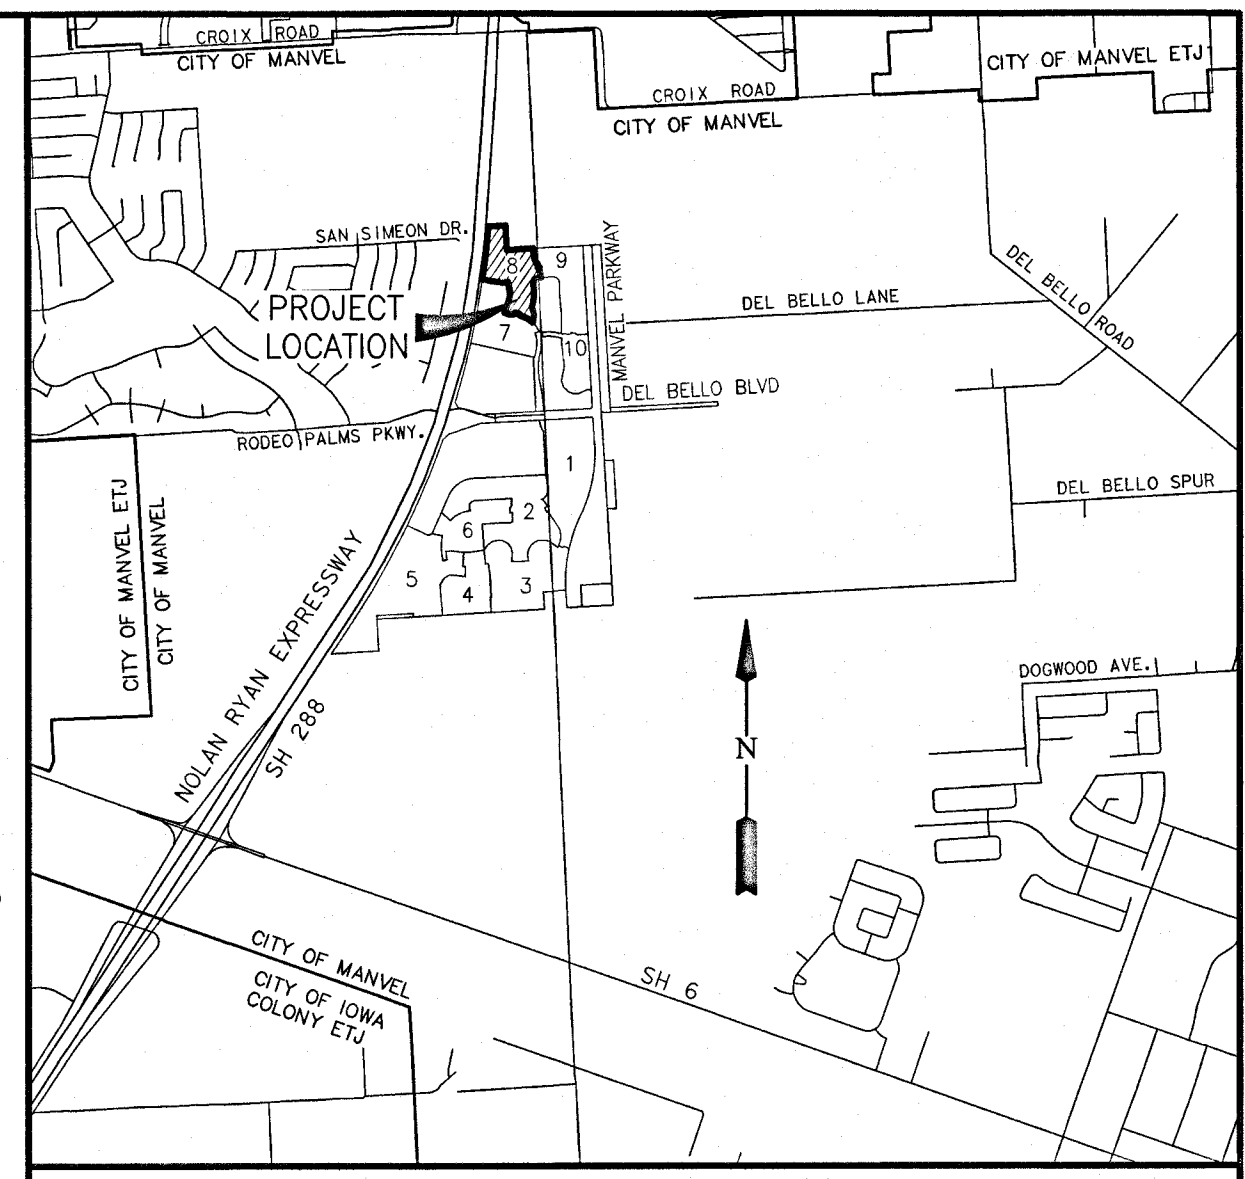 CROIX ROAD
CITY OF MANVEL
CITY OF MANVEL ETJ
CROIX ROAD
CITY OF MANVEL
SAN SIMEON DR.
8
9
MANVEL PARKWAY
DEL BELLO ROAD
PROJECT
LOCATION
DEL BELLO LANE
7
10
DEL BELLO BLVD
RODEO PALMS PKWY.
1
CITY OF MANVEL ETJ
CITY OF MANVEL
2
6
DEL BELLO SPUR
5
4
3
NOLAN RYAN EXPRESSWAY
SH 288
DOGWOOD AVE.
N
CITY OF MANVEL
CITY OF IOWA
COLONY ETJ
SH 6